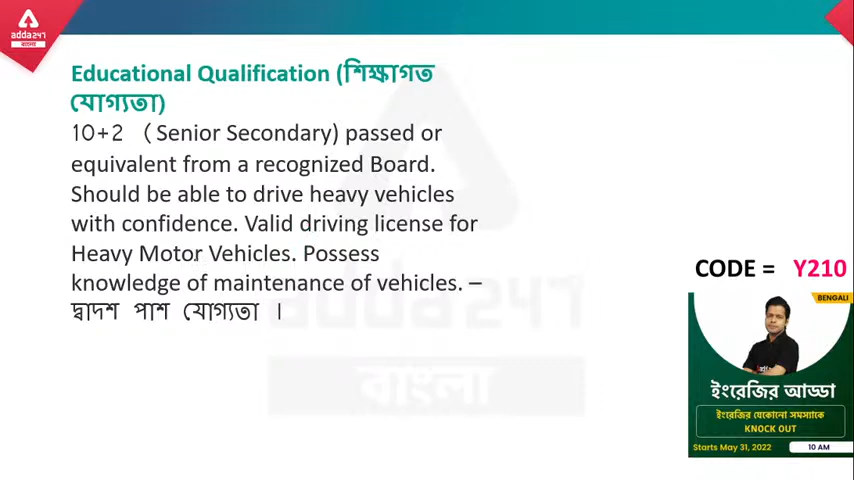 adda247
বাংলা
Educational Qualification (শিক্ষাগত
যোগ্যতা)
10+2 (Senior Secondary) passed or
equivalent from a recognized Board.
Should be able to drive heavy vehicles
with confidence. Valid driving license for
Heavy Motor Vehicles. Possess
knowledge of maintenance of vehicles. –
দ্বাদশ পাশ যোগ্যতা ।
adda247
বাংলা
CODE = Y210
BENGALI
ইংরেজির আড্ডা
ইংরেজির যেকোনো সমস্যাকে
KNOCK OUT
Starts May 31, 2022 10 AM